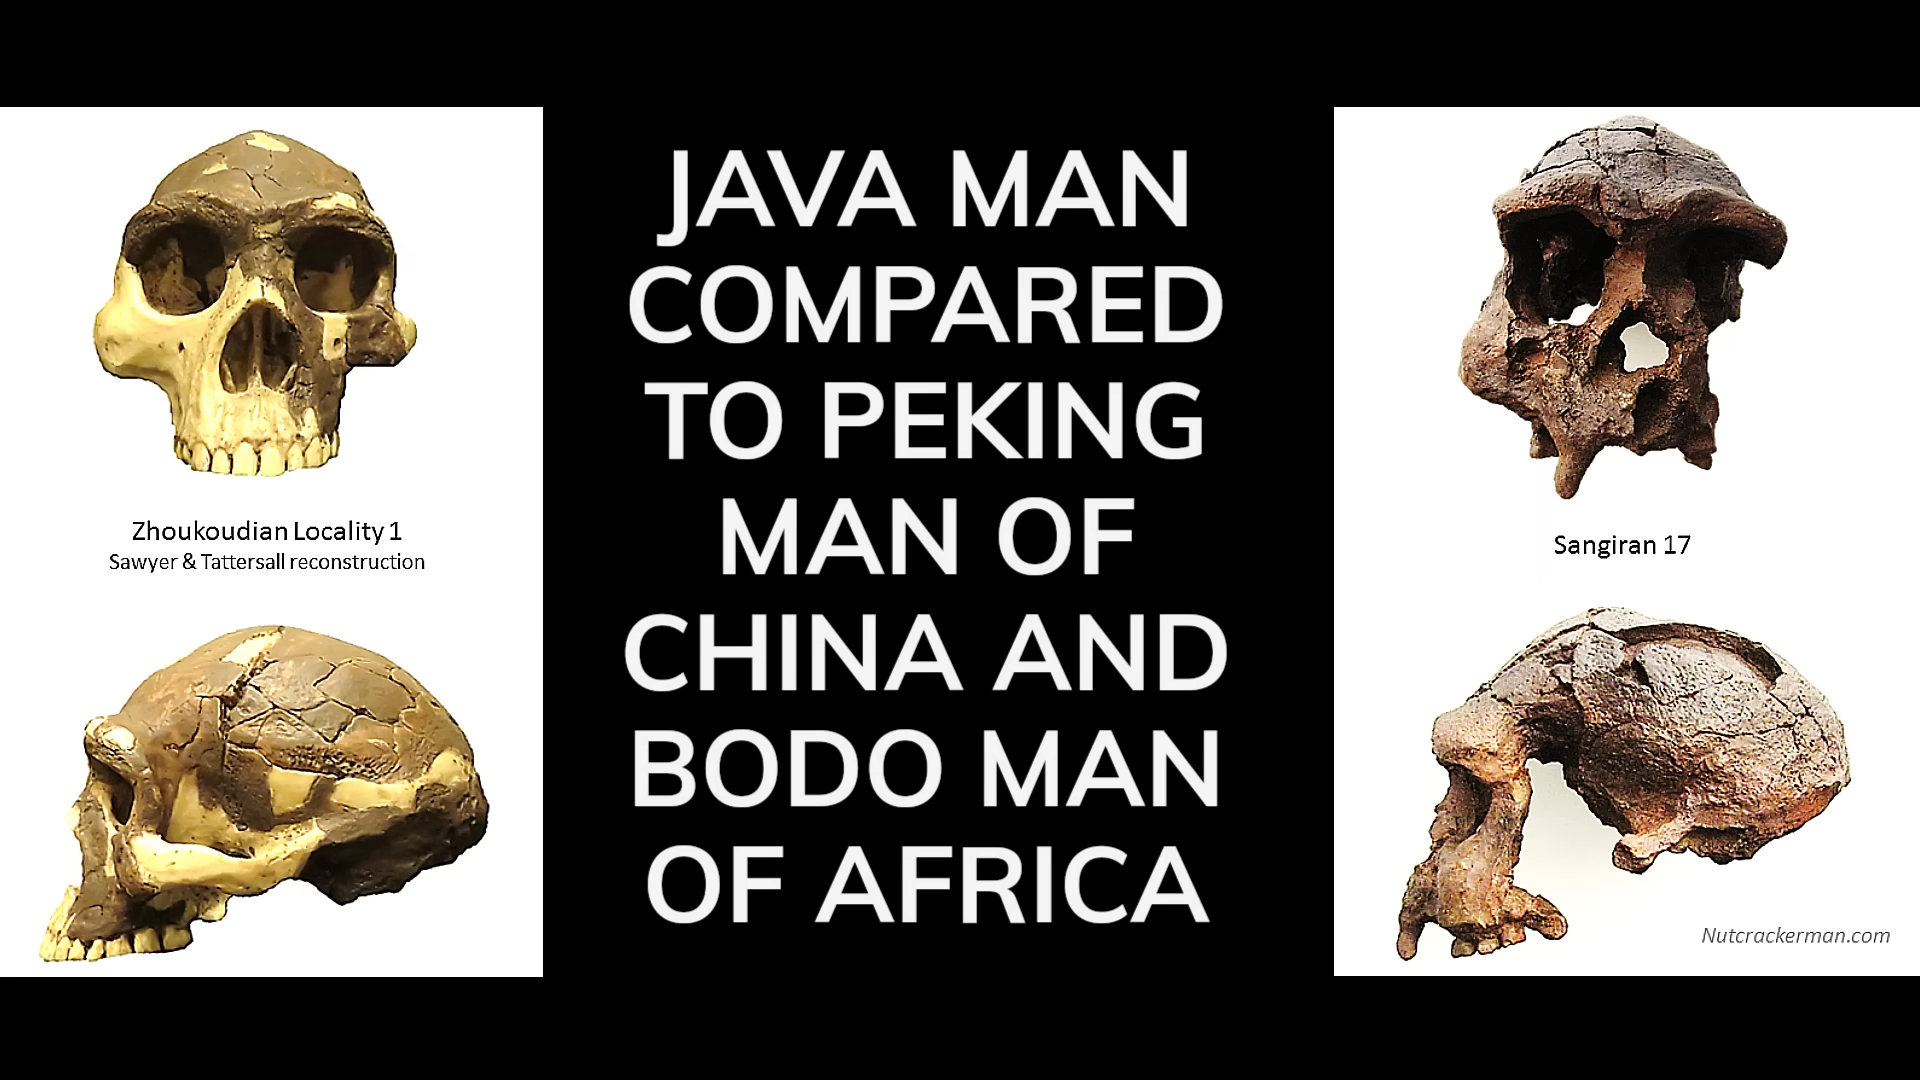 Zhoukoudian Locality 1
Sawyer & Tattersall reconstruction
JAVA MAN
COMPARED
TO PEKING
MAN OF
CHINA AND
BODO MAN
OF AFRICA
Sangiran 17
Nutcrackerman.com